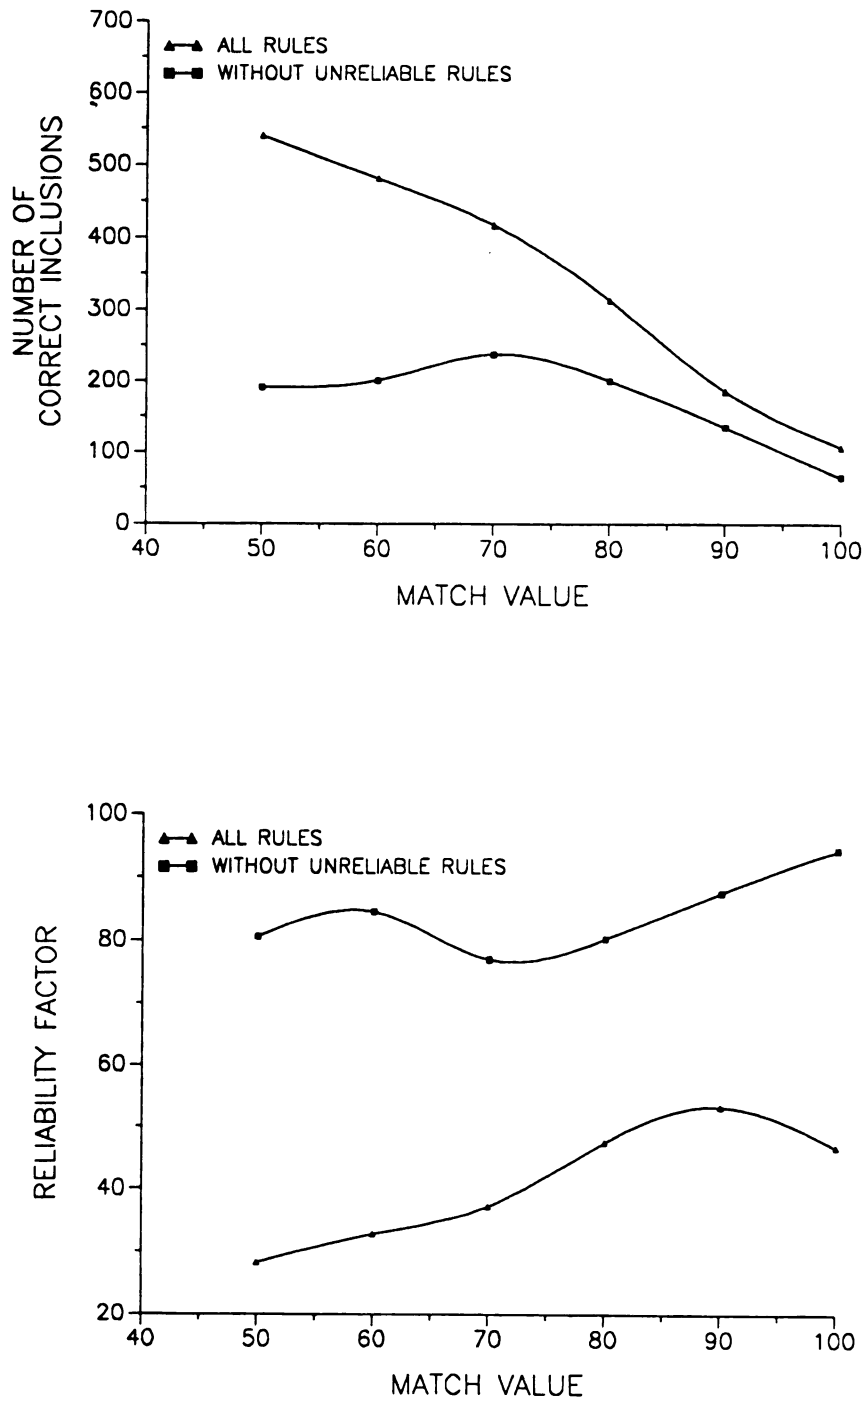 700
ALL RULES
WITHOUT UNRELIABLE RULES
600
500
400
300
200
100
0
NUMBER OF
CORRECT INCLUSIONS
40 50 60 70 80 90 100
MATCH VALUE
100
ALL RULES
WITHOUT UNRELIABLE RULES
80
60
40
20
RELIABILITY FACTOR
40 50 60 70 80 90 100
MATCH VALUE